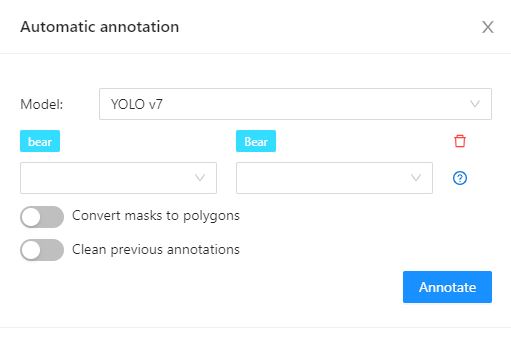 Automatic annotation
Model: YOLO v7
bear Bear
Convert masks to polygons
Clean previous annotations
Annotate